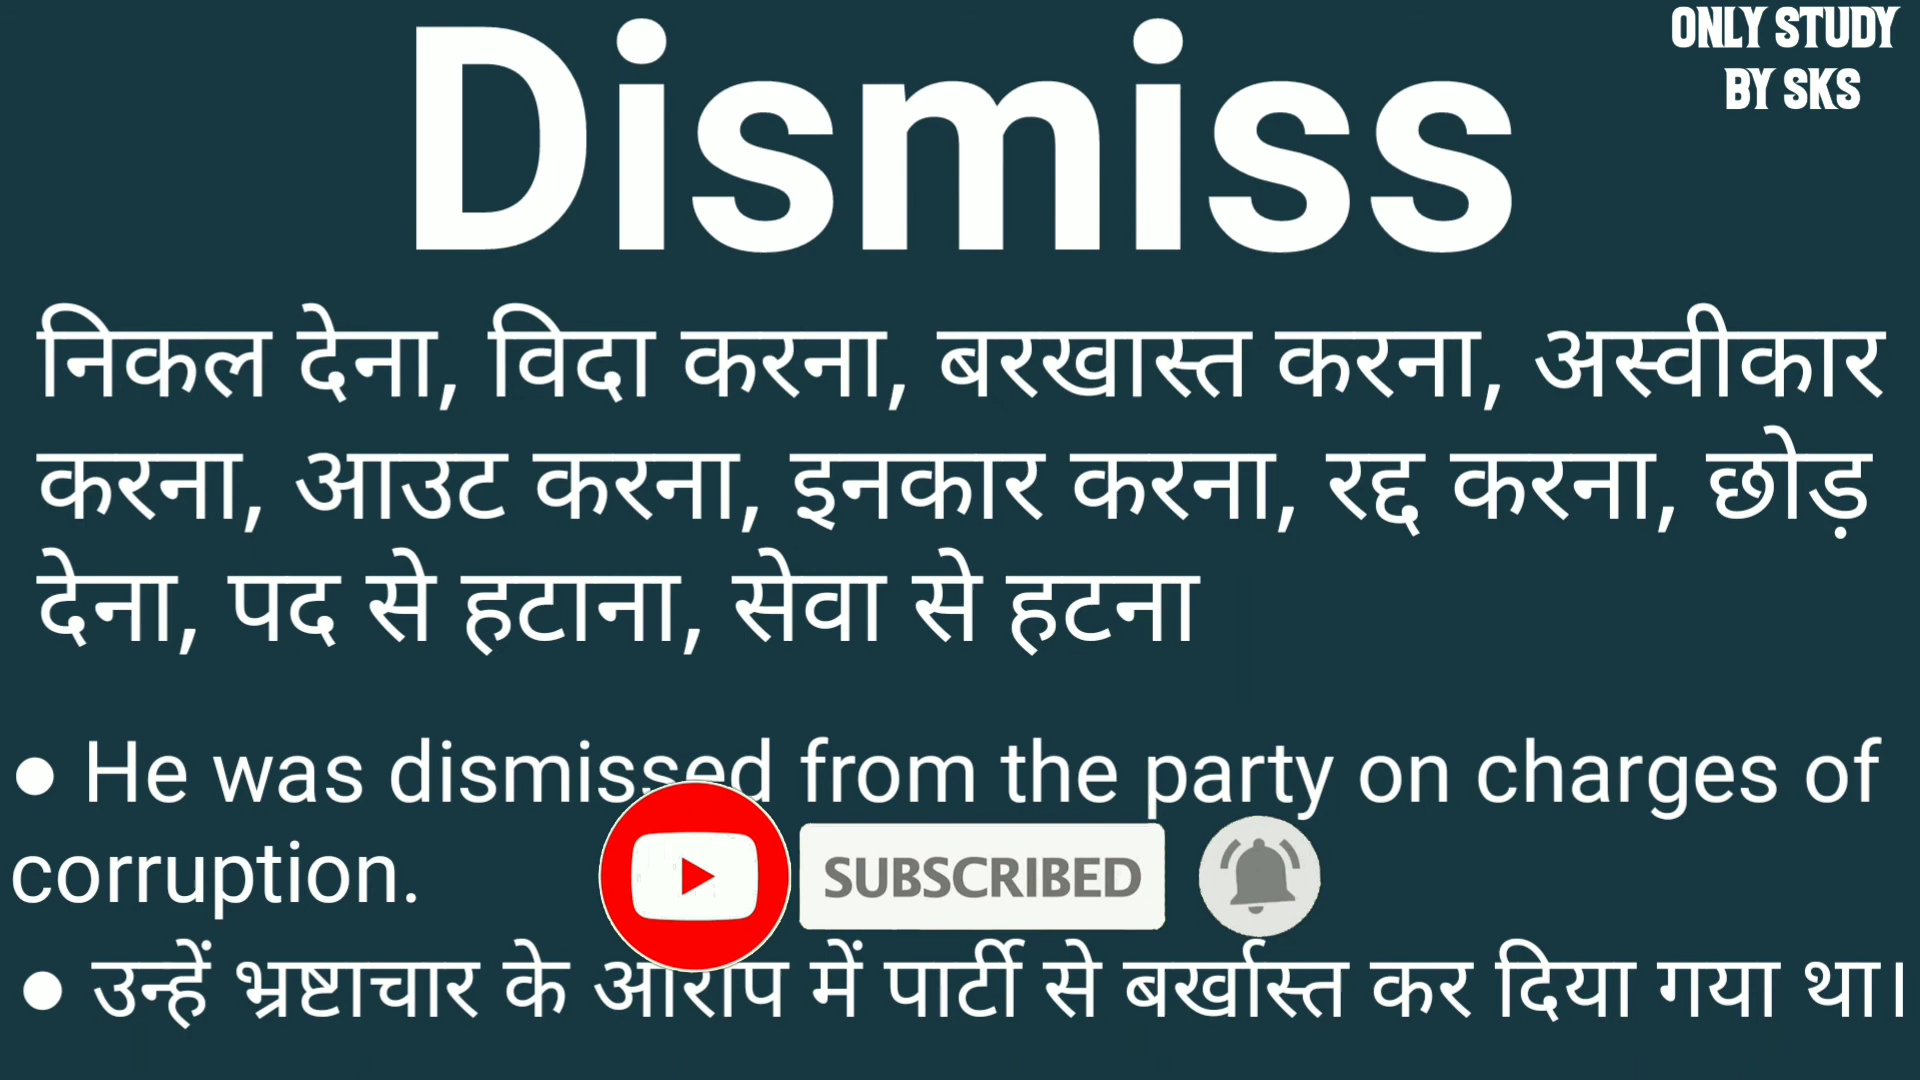 Dismiss
ONLY STUDY
BY SKS
निकल देना, विदा करना, बरखास्त करना, अस्वीकार
करना, आउट करना, इनकार करना, रद्द करना, छोड़
देना, पद से हटाना, सेवा से हटना
● He was dismissed from the party on charges of
corruption.
SUBSCRIBED
● उन्हें भ्रष्टाचार के आरोप में पार्टी से बर्खास्त कर दिया गया था।